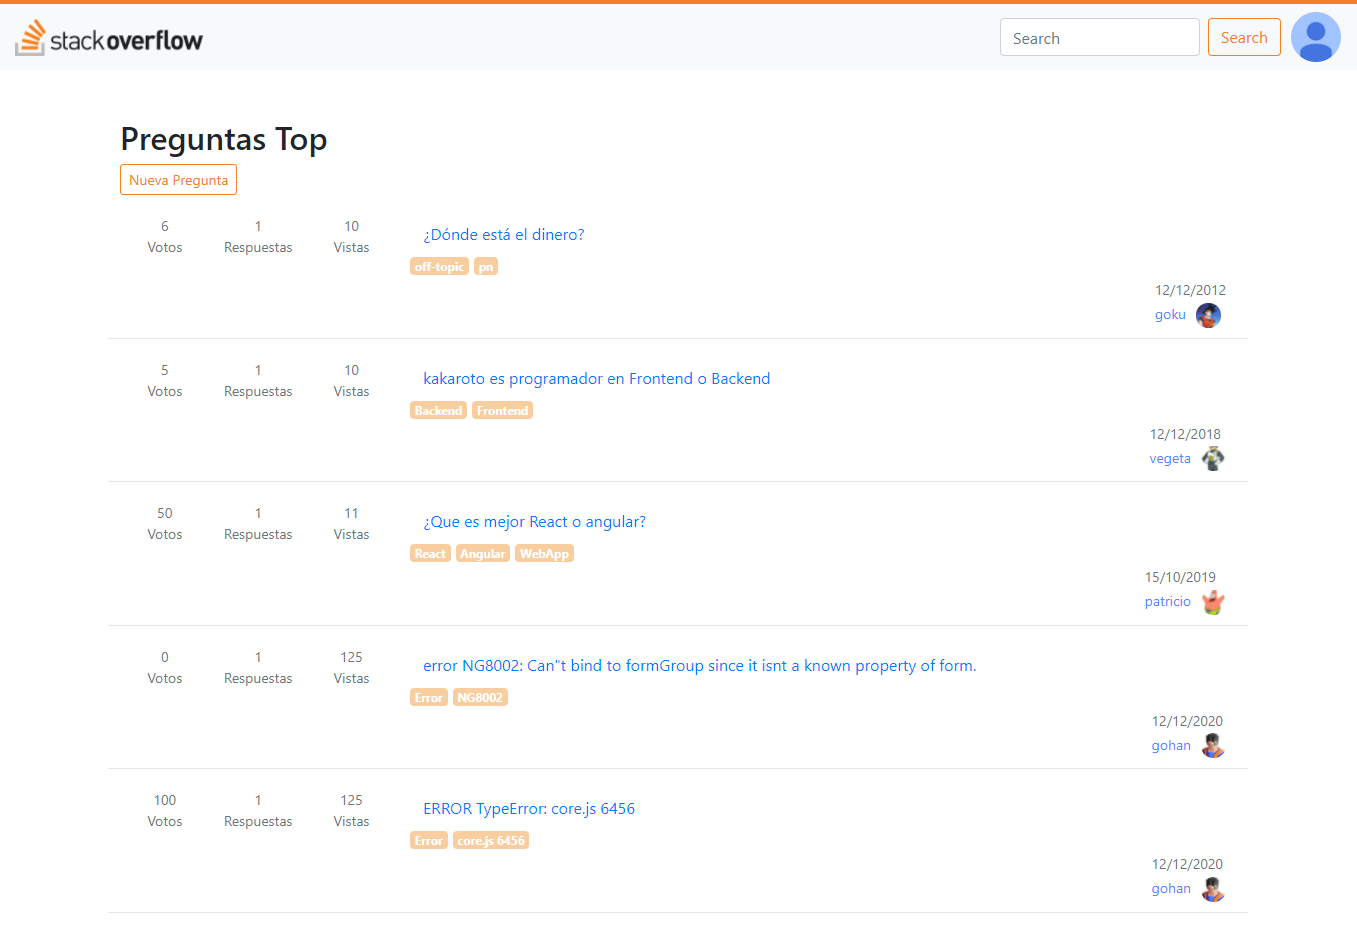 stack overflow
Search
Search
Preguntas Top
Nueva Pregunta
6
Votos
1
Respuestas
10
Vistas
¿Dónde está el dinero?
off-topic pn
12/12/2012
goku
5
Votos
1
Respuestas
10
Vistas
kakaroto es programador en Frontend o Backend
Backend Frontend
12/12/2018
vegeta
50
Votos
1
Respuestas
11
Vistas
¿Que es mejor React o angular?
React Angular WebApp
15/10/2019
patricio
0
Votos
1
Respuestas
125
Vistas
error NG8002: Can"t bind to formGroup since it isnt a known property of form.
Error NG8002
12/12/2020
gohan
100
Votos
1
Respuestas
125
Vistas
ERROR TypeError: core.js 6456
Error core.js 6456
12/12/2020
gohan